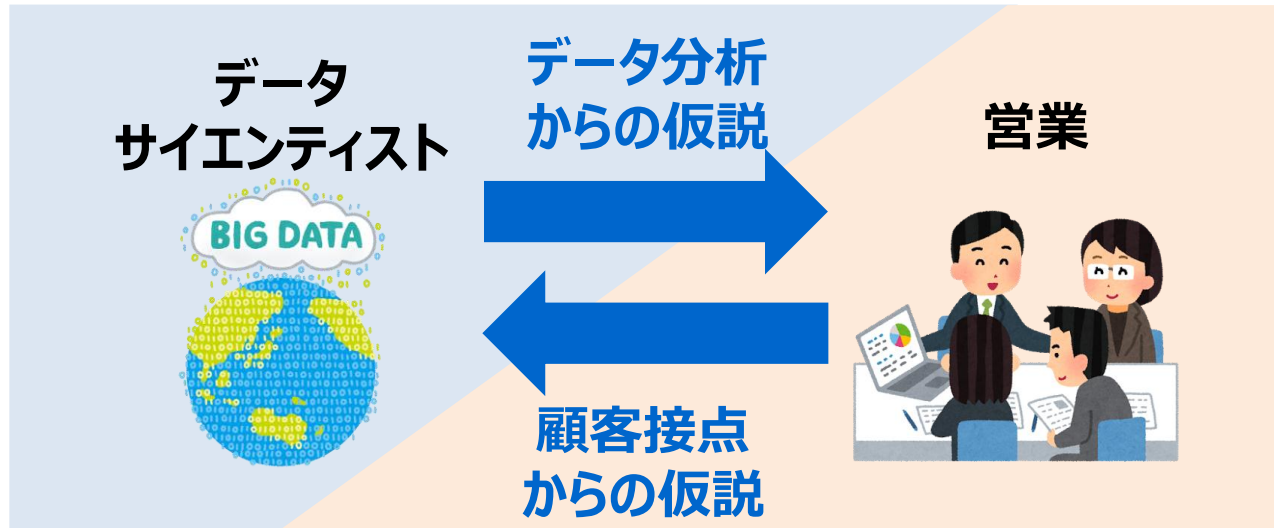 データ
サイエンティスト
BIG DATA
データ分析
からの仮説
営業
顧客接点
からの仮説